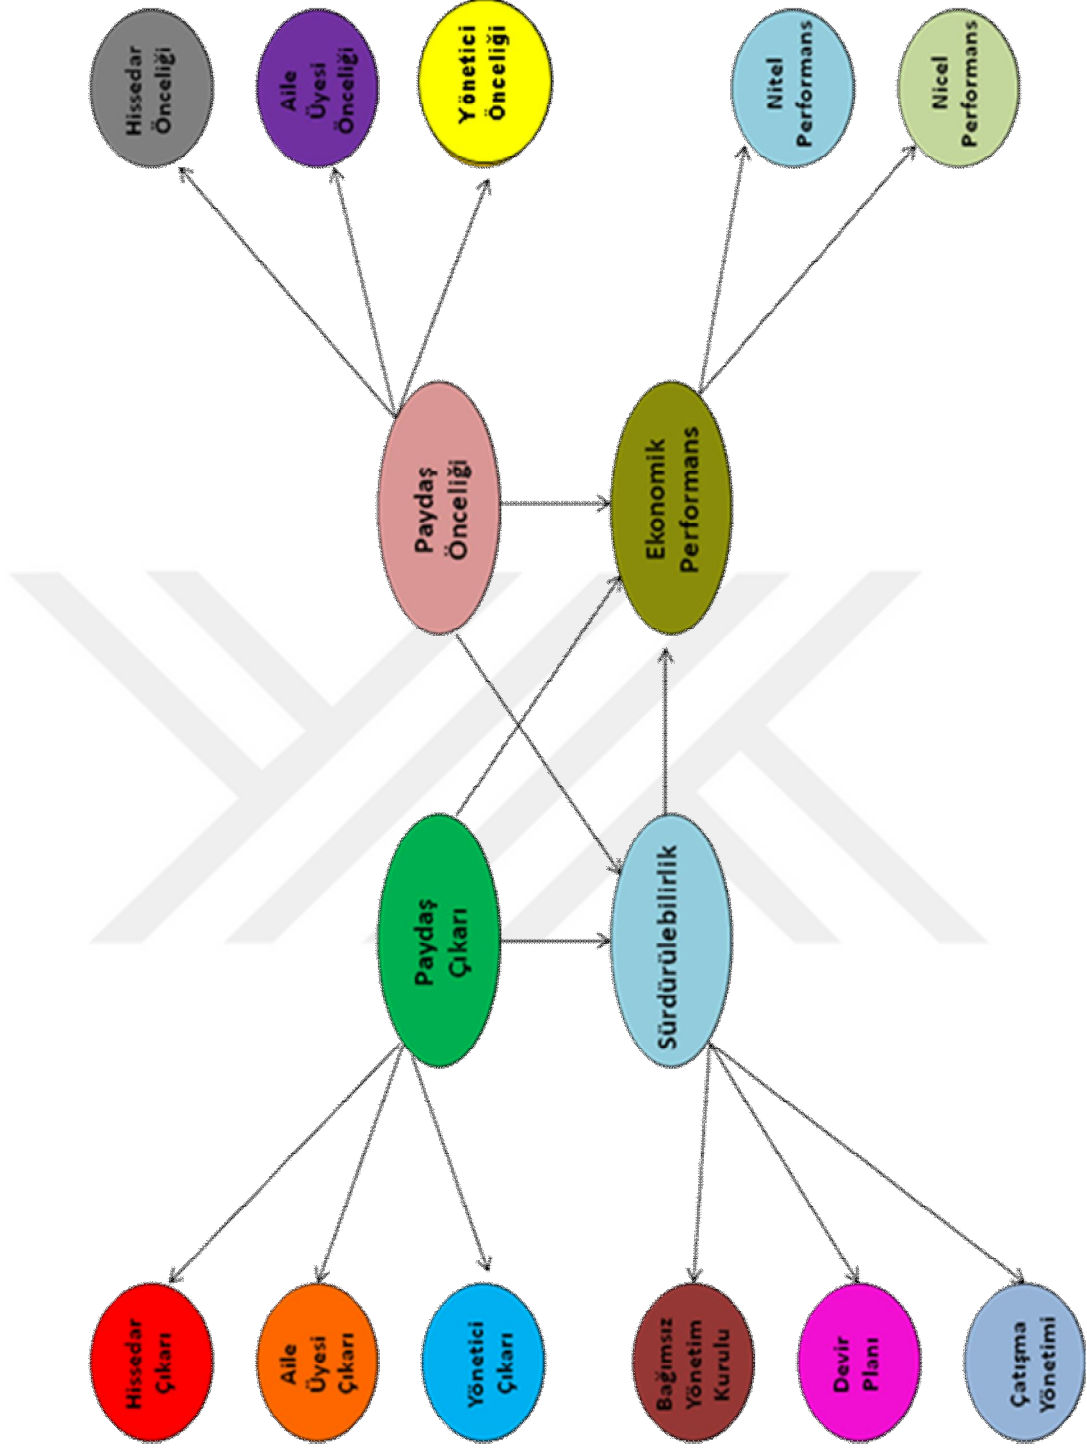 Hissedar
Çıkarı
Hissedar
Önceliği
Aile
Üyesi
Çıkarı
Aile
Üyesi
Önceliği
Paydaş
Çıkarı
Paydaş
Önceliği
Yönetici
Çıkarı
Yönetici
Önceliği
Sürdürülebilirlik
Ekonomik
Performans
Bağımsız
Yönetim
Kurulu
Nitel
Performans
Devir
Planı
Nicel
Performans
Çatışma
Yönetimi